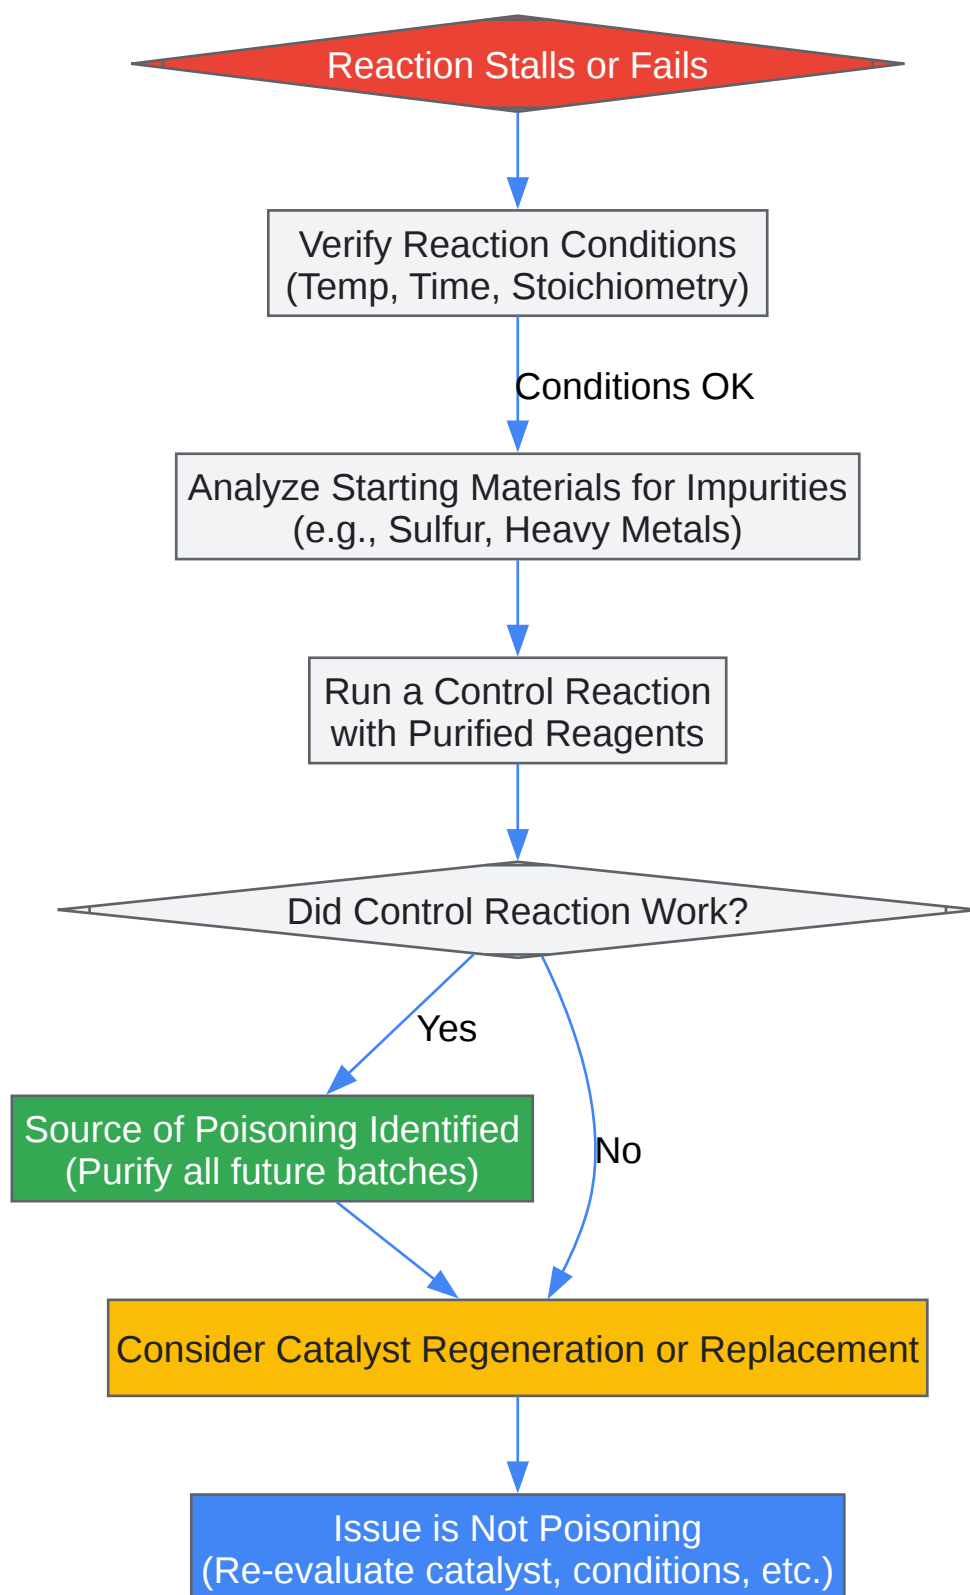 Reaction Stalls or Fails
Verify Reaction Conditions
(Temp, Time, Stoichiometry)
Conditions OK
Analyze Starting Materials for Impurities
(e.g., Sulfur, Heavy Metals)
Run a Control Reaction
with Purified Reagents
Did Control Reaction Work?
Yes
Source of Poisoning Identified
(Purify all future batches)
No
Consider Catalyst Regeneration or Replacement
Issue is Not Poisoning
(Re-evaluate catalyst, conditions, etc.)